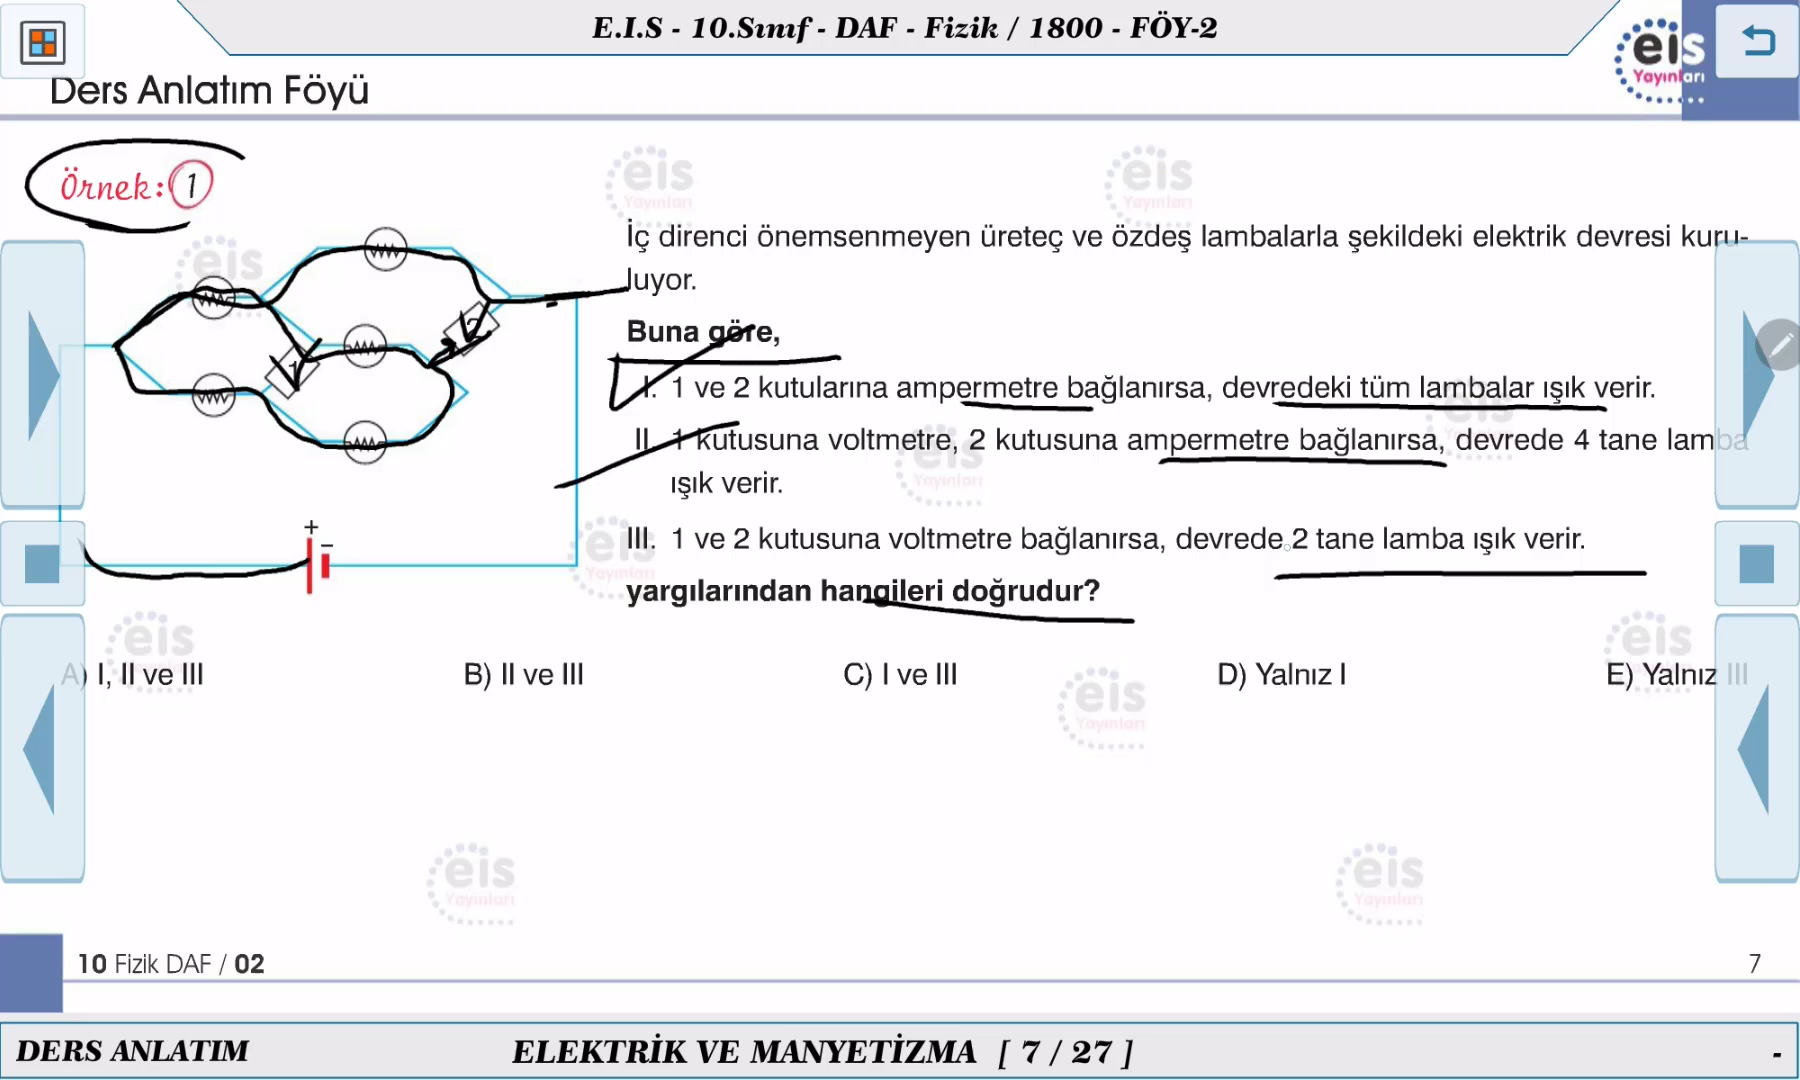 E.I.S - 10.Sınıf - DAF - Fizik / 1800 - FÖY-2
eis
Yayınları
Ders Anlatım Föyü
Örnek: 1
İç direnci önemsenmeyen üreteç ve özdeş lambalarla şekildeki elektrik devresi kuru-
luyor.
Buna göre,
I. 1 ve 2 kutularına ampermetre bağlanırsa, devredeki tüm lambalar ışık verir.
II. 1 kutusuna voltmetre, 2 kutusuna ampermetre bağlanırsa, devrede 4 tane lamba
ışık verir.
III. 1 ve 2 kutusuna voltmetre bağlanırsa, devrede 2 tane lamba ışık verir.
yargılarından hangileri doğrudur?
1
2
+
-
A) I, II ve III B) II ve III C) I ve III D) Yalnız I E) Yalnız III
10 Fizik DAF / 02
7
DERS ANLATIM ELEKTRİK VE MANYETİZMA [ 7 / 27 ] -